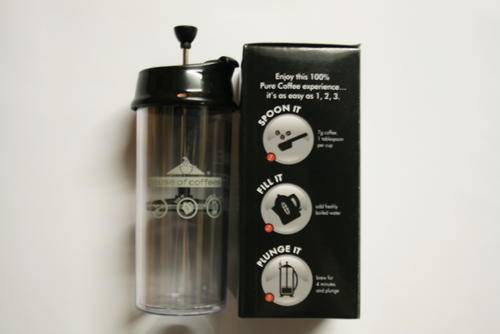 Enjoy this 100%
Pure Coffee experience...
it's as easy as 1, 2, 3.
SPOON IT
7g coffee
1 tablespoon
per cup
FILL IT
add freshly
boiled water
PLUNGE IT
brew for
4 minutes
and plunge
house of coffees